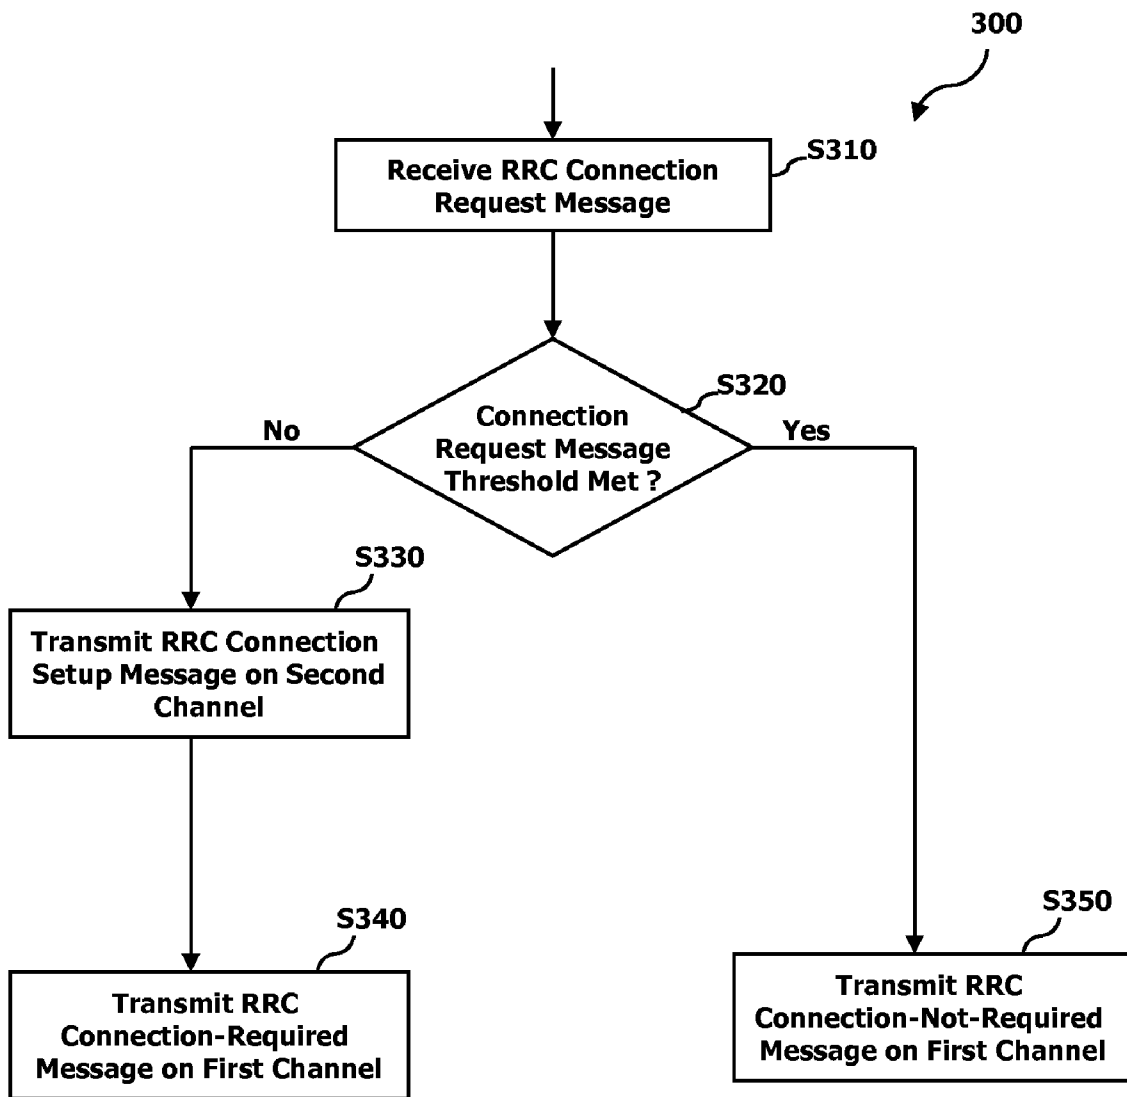 300
S310
Receive RRC Connection
Request Message
S320
Connection
Request Message
Threshold Met ?
No
Yes
S330
Transmit RRC Connection
Setup Message on Second
Channel
S340
Transmit RRC
Connection-Required
Message on First Channel
S350
Transmit RRC
Connection-Not-Required
Message on First Channel